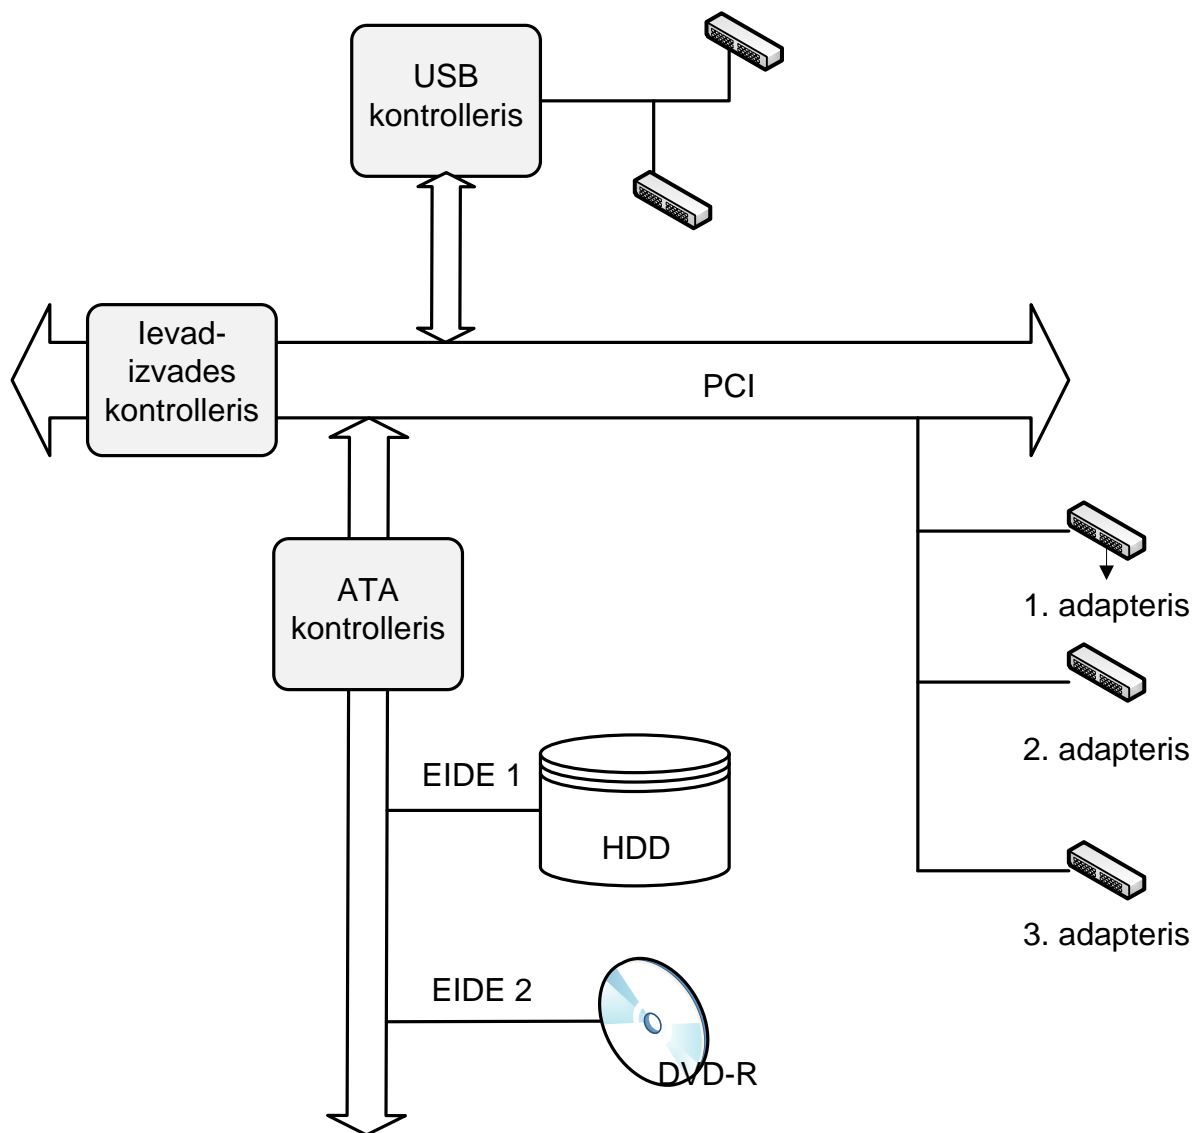 USB
kontrolleris
Ievad-
izvades
kontrolleris
PCI
ATA
kontrolleris
1. adapteris
2. adapteris
EIDE 1
HDD
3. adapteris
EIDE 2
DVD-R